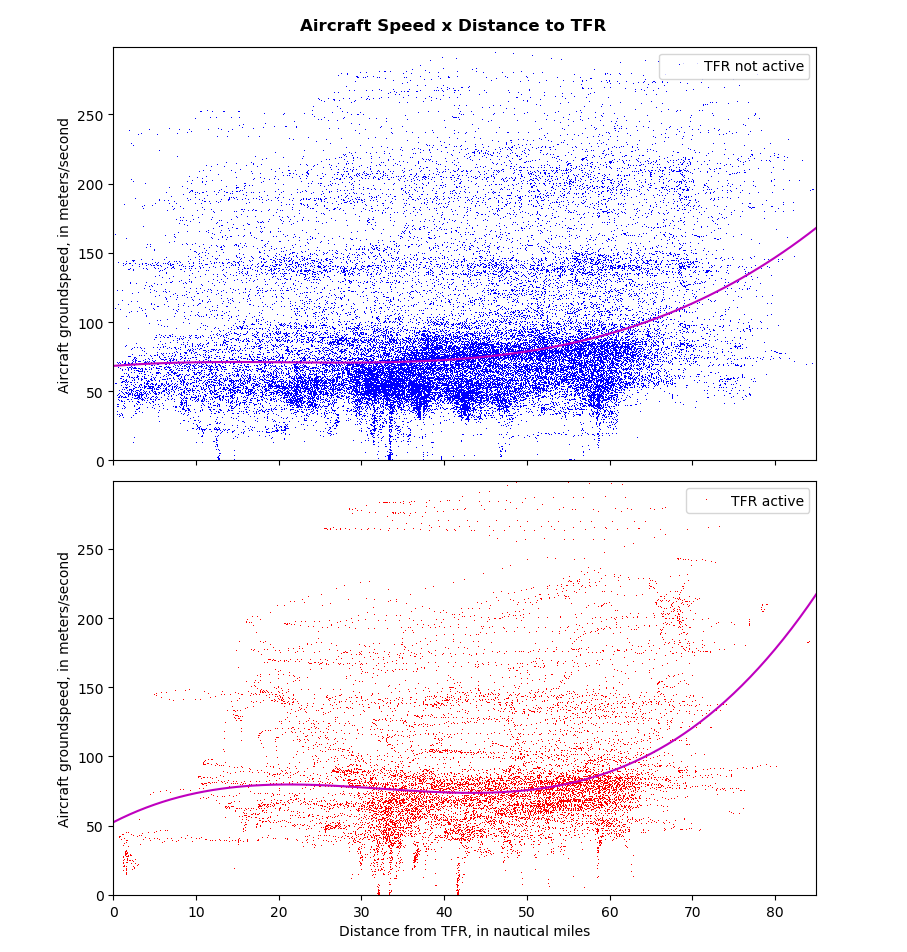 Aircraft Speed x Distance to TFR
TFR not active
Aircraft groundspeed, in meters/second
250
200
150
100
50
0
TFR active
Aircraft groundspeed, in meters/second
250
200
150
100
50
0
0 10 20 30 40 50 60 70 80
Distance from TFR, in nautical miles